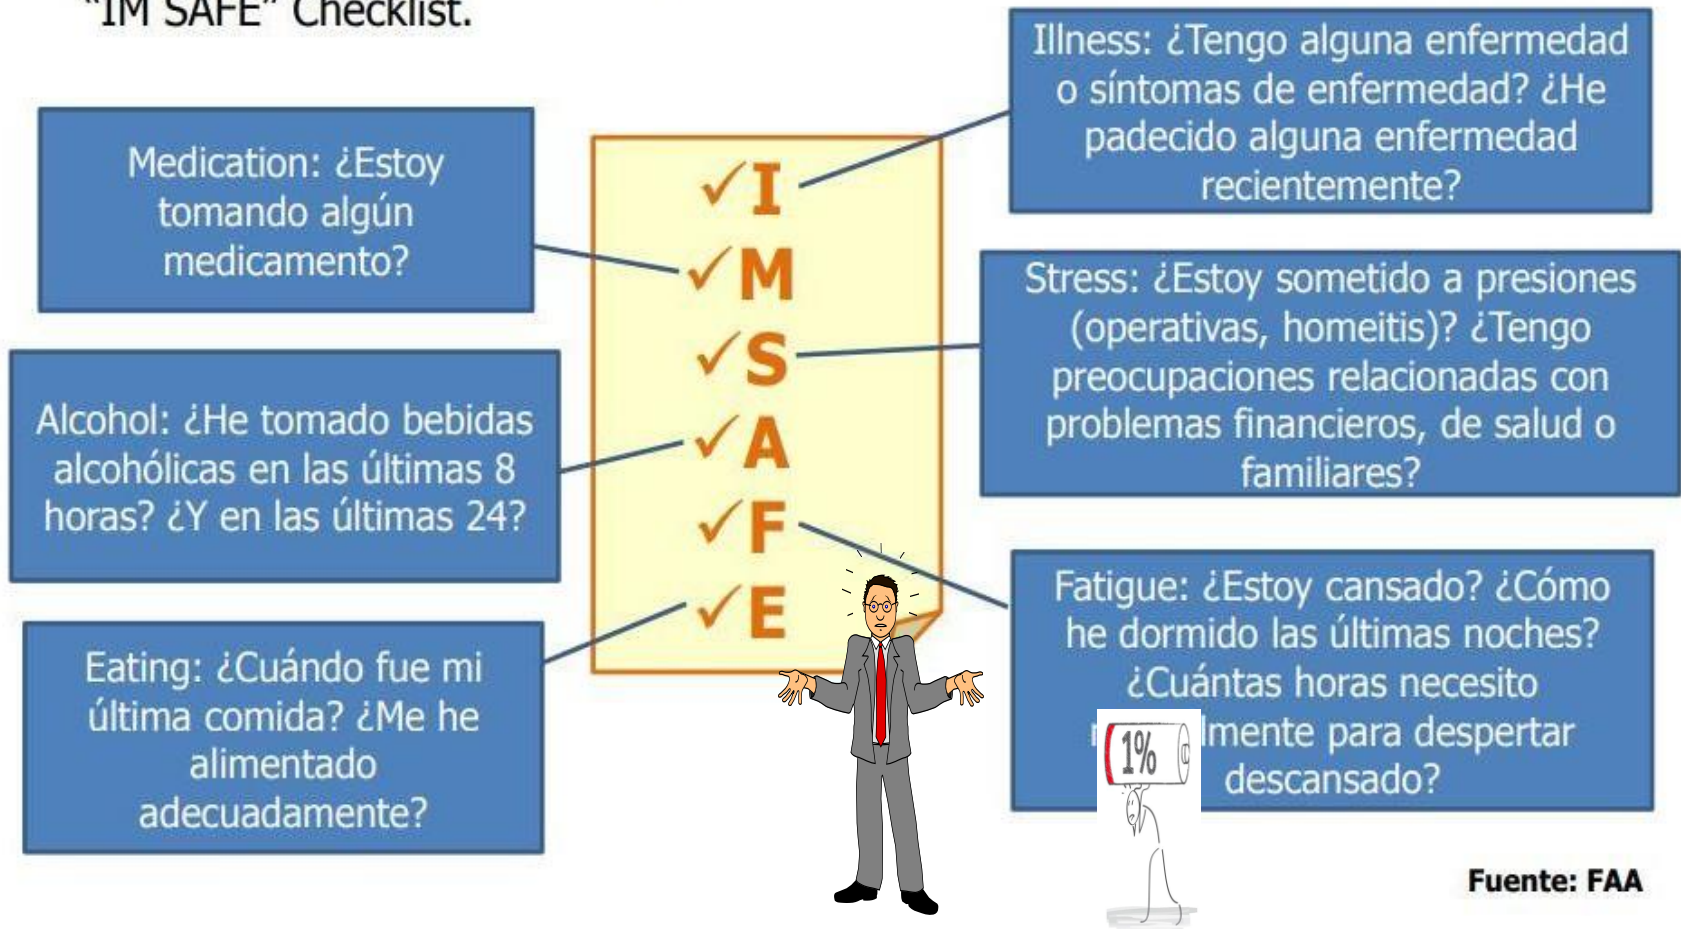 “IM SAFE” Checklist.
Medication: ¿Estoy
tomando algún
medicamento?
Alcohol: ¿He tomado bebidas
alcohólicas en las últimas 8
horas? ¿Y en las últimas 24?
Eating: ¿Cuándo fue mi
última comida? ¿Me he
alimentado
adecuadamente?
✓I
✓M
✓S
✓A
✓F
✓E
Illness: ¿Tengo alguna enfermedad
o síntomas de enfermedad? ¿He
padecido alguna enfermedad
recientemente?
Stress: ¿Estoy sometido a presiones
(operativas, homeitis)? ¿Tengo
preocupaciones relacionadas con
problemas financieros, de salud o
familiares?
Fatigue: ¿Estoy cansado? ¿Cómo
he dormido las últimas noches?
¿Cuántas horas necesito
para despertar
descansado?
1%
Fuente: FAA